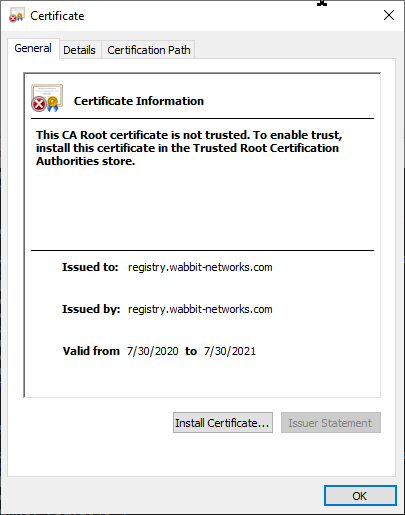 Certificate
General
Details
Certification Path
Certificate Information
This CA Root certificate is not trusted. To enable trust,
install this certificate in the Trusted Root Certification
Authorities store.
Issued to: registry.wabbit-networks.com
Issued by: registry.wabbit-networks.com
Valid from 7/30/2020 to 7/30/2021
Install Certificate...
Issuer Statement
OK